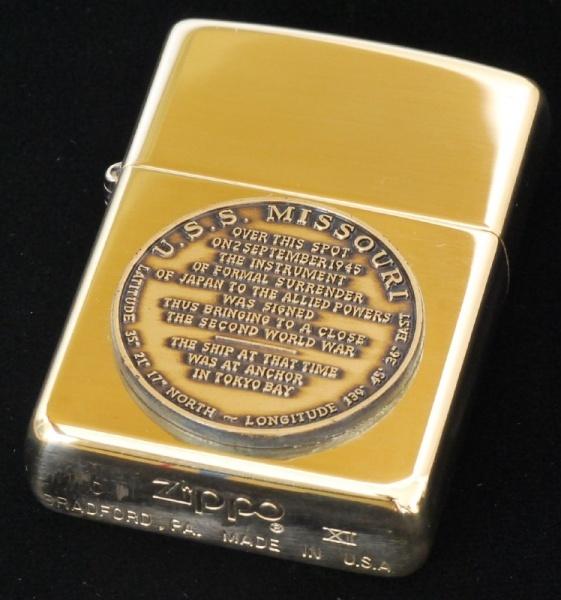 U.S.S. MISSOURI
OVER THIS SPOT
ON 2 SEPTEMBER 1945
THE INSTRUMENT
OF FORMAL SURRENDER
OF JAPAN TO THE ALLIED POWERS
WAS SIGNED
THUS BRINGING TO A CLOSE
THE SECOND WORLD WAR
THE SHIP AT THAT TIME
WAS AT ANCHOR
IN TOKYO BAY
LATITUDE 35° 21' 17" NORTH ~ LONGITUDE 139° 45' 36" EAST
C Zippo ® XI
BRADFORD, PA. MADE IN U.S.A